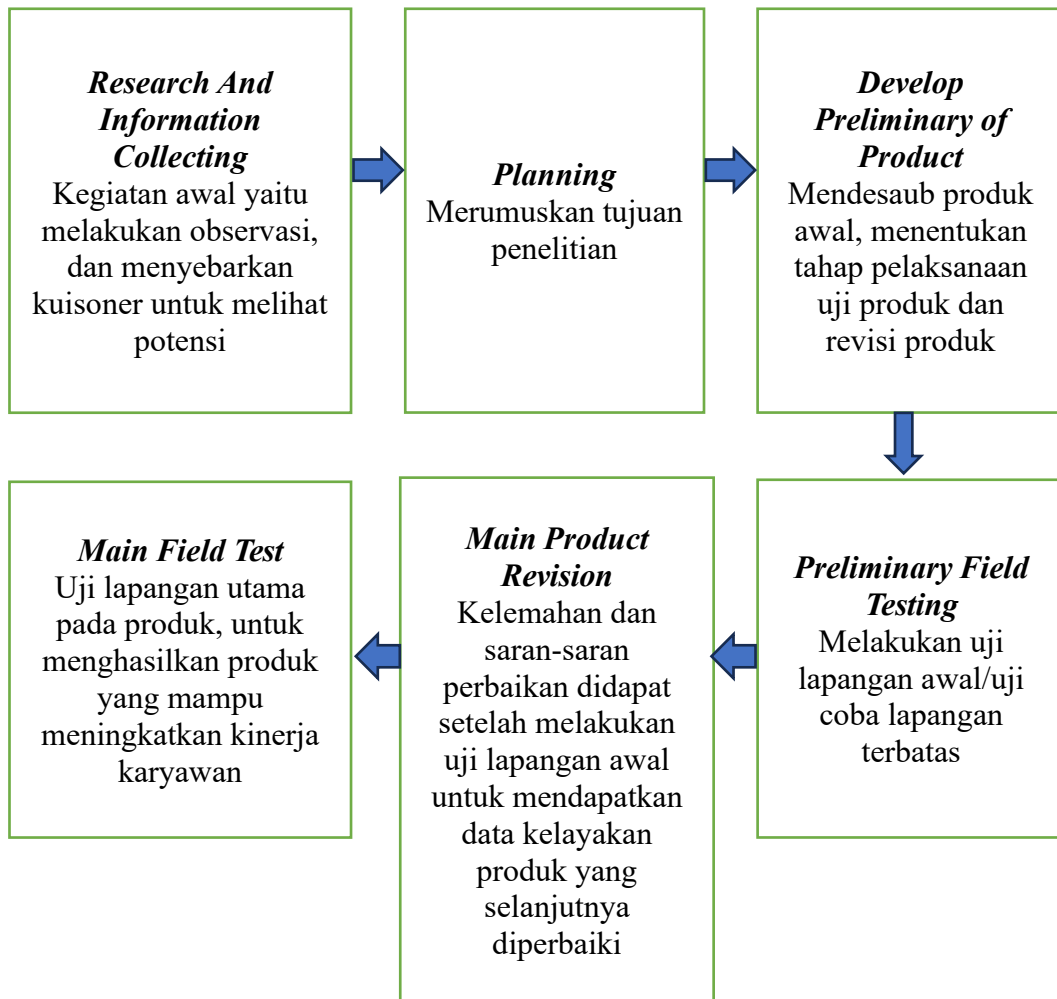 Research And
Information
Collecting
Kegiatan awal yaitu
melakukan observasi,
dan menyebarkan
kuisoner untuk melihat
potensi
Planning
Merumuskan tujuan
penelitian
Develop
Preliminary of
Product
Mendesaub produk
awal, menentukan
tahap pelaksanaan
uji produk dan
revisi produk
Preliminary Field
Testing
Melakukan uji
lapangan awal/uji
coba lapangan
terbatas
Main Product
Revision
Kelemahan dan
saran-saran
perbaikan didapat
setelah melakukan
uji lapangan awal
untuk mendapatkan
data kelayakan
produk yang
selanjutnya
diperbaiki
Main Field Test
Uji lapangan utama
pada produk, untuk
menghasilkan produk
yang mampu
meningkatkan kinerja
karyawan